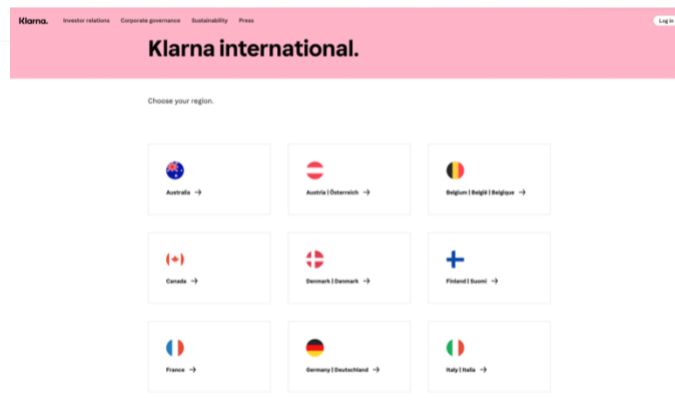 Klarna. Investor relations Corporate governance Sustainability Press Log in
Klarna international.
Choose your region.
Australia → Austria | Österreich → Belgium | België | Belgique →
Canada → Denmark | Danmark → Finland | Suomi →
France → Germany | Deutschland → Italy | Italia →